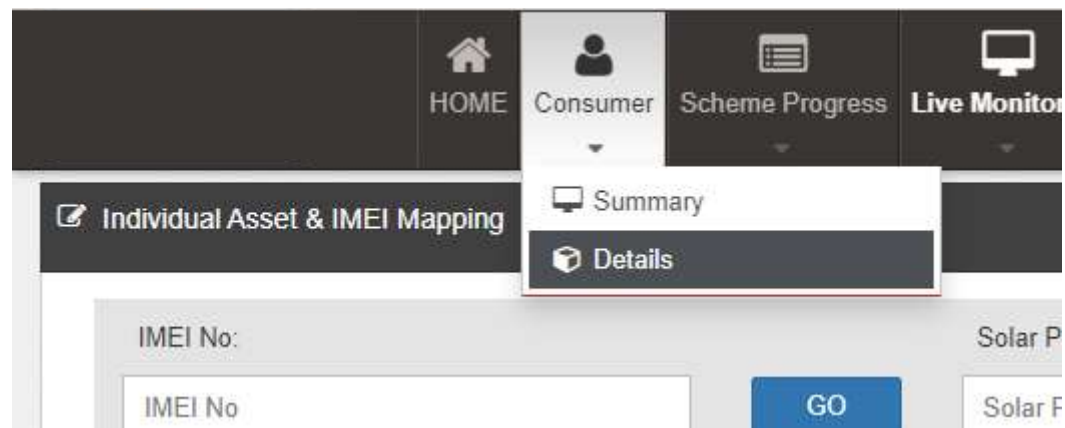 HOME Consumer Scheme Progress Live Monitor
Summary
Individual Asset & IMEI Mapping
Details
IMEI No: Solar P
IMEI No GO Solar P